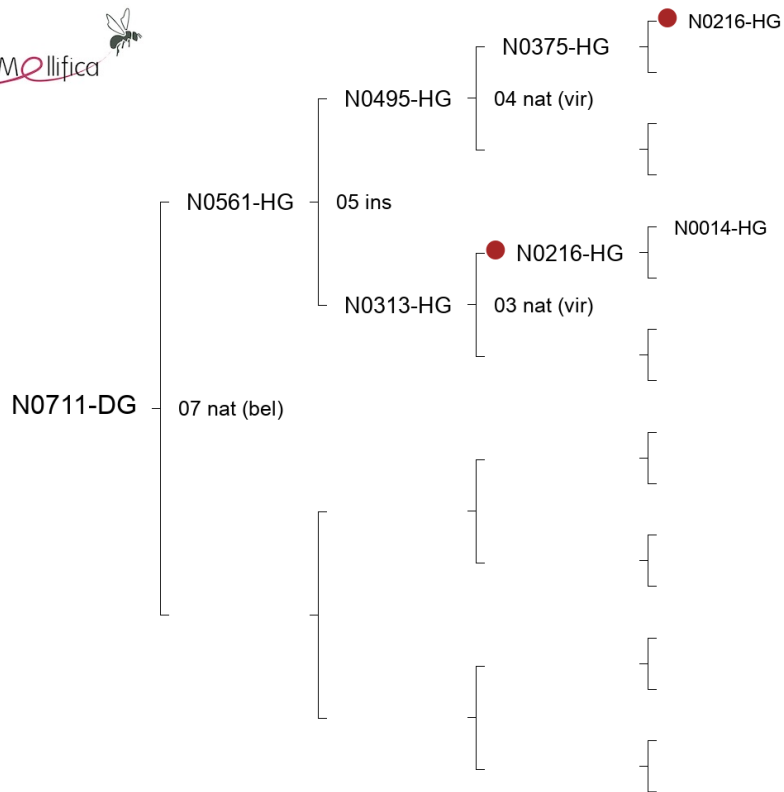 Mellifica
N0216-HG
N0375-HG
N0495-HG
04 nat (vir)
N0561-HG
05 ins
N0014-HG
N0216-HG
N0313-HG
03 nat (vir)
N0711-DG
07 nat (bel)